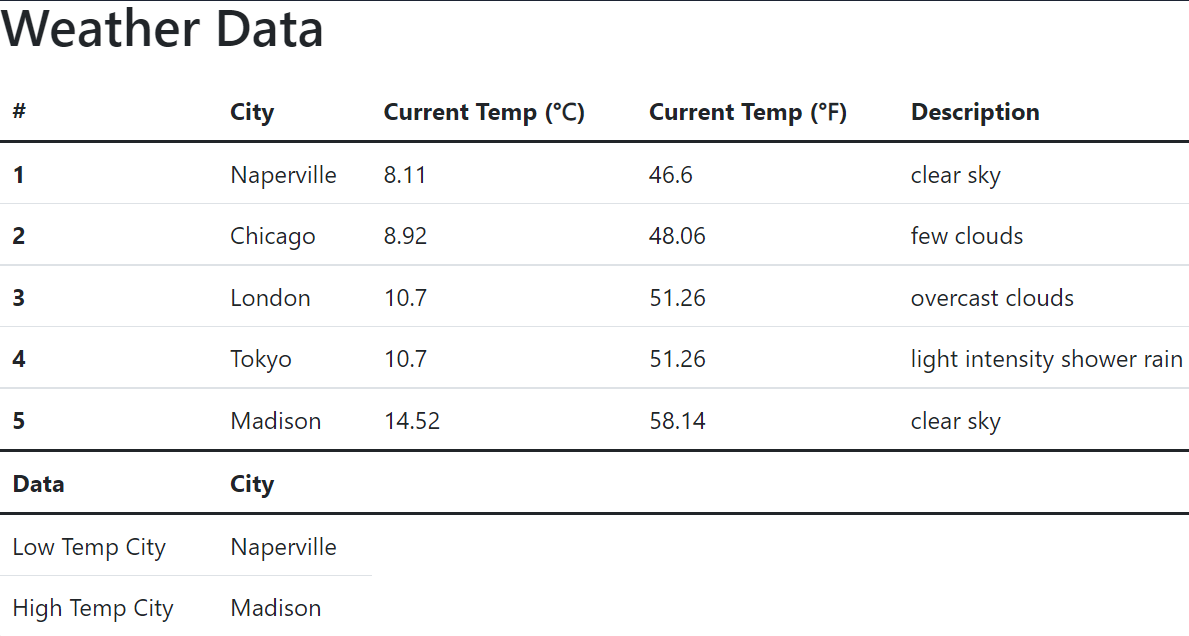 Weather Data
# City Current Temp (°C) Current Temp (°F) Description
1 Naperville 8.11 46.6 clear sky
2 Chicago 8.92 48.06 few clouds
3 London 10.7 51.26 overcast clouds
4 Tokyo 10.7 51.26 light intensity shower rain
5 Madison 14.52 58.14 clear sky
Data City
Low Temp City Naperville
High Temp City Madison